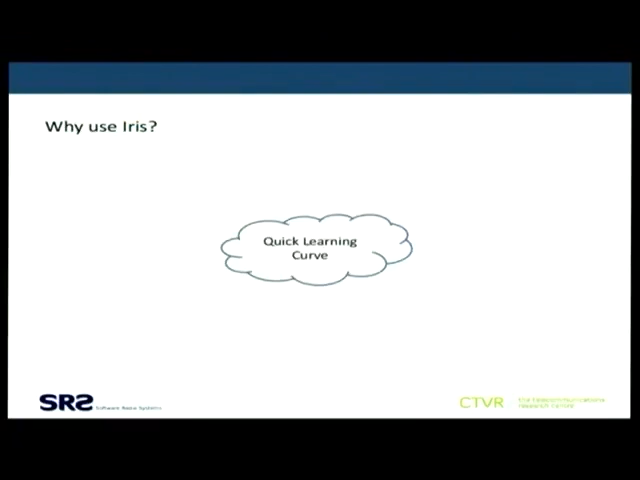 Why use Iris?
Quick Learning
Curve
SRS Software Radio Systems
CTVR the telecommunications
research centre